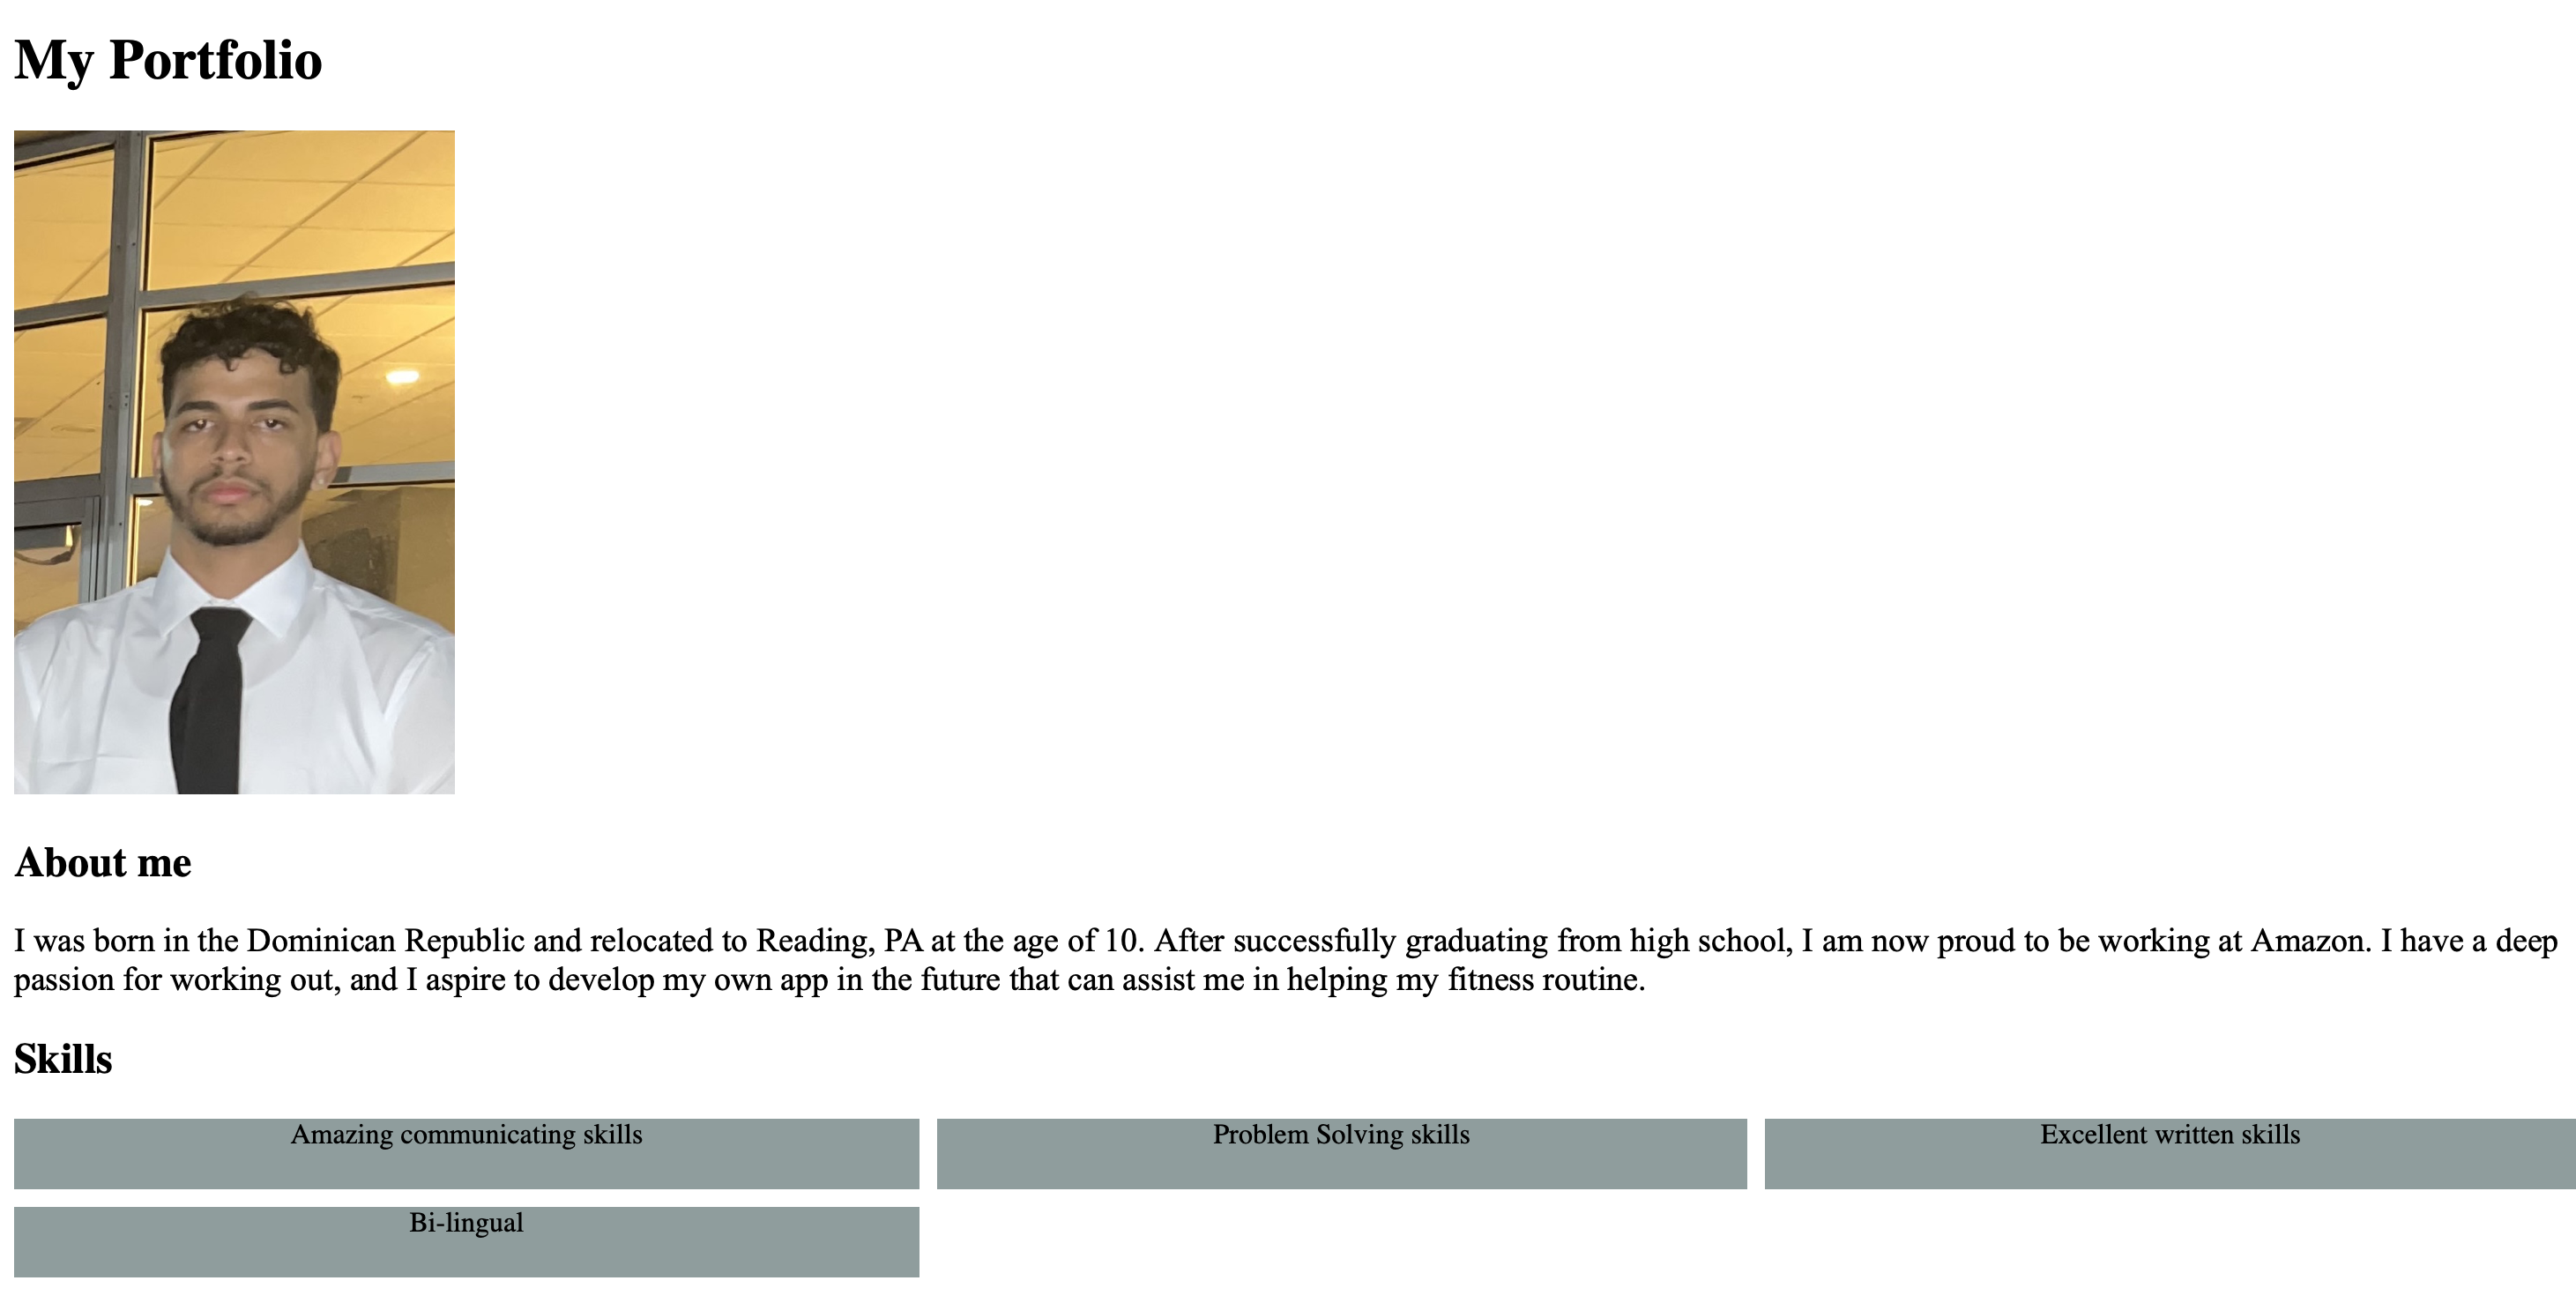 My Portfolio
About me
I was born in the Dominican Republic and relocated to Reading, PA at the age of 10. After successfully graduating from high school, I am now proud to be working at Amazon. I have a deep
passion for working out, and I aspire to develop my own app in the future that can assist me in helping my fitness routine.
Skills
Amazing communicating skills
Problem Solving skills
Excellent written skills
Bi-lingual